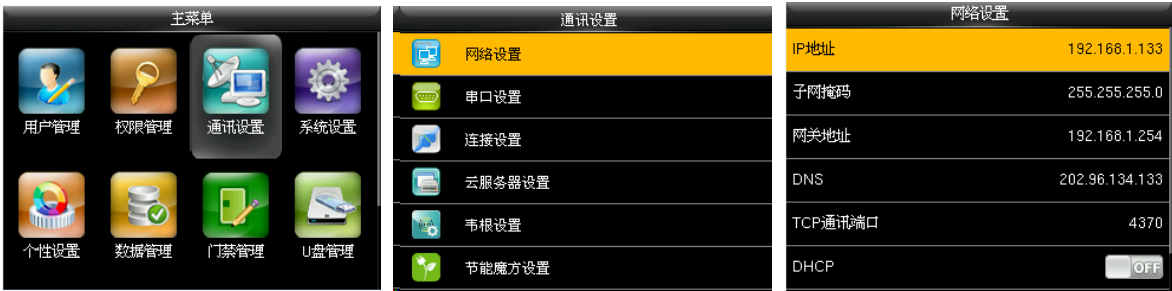 主菜单
用户管理 权限管理 通讯设置 系统设置
个性设置 数据管理 门禁管理 U盘管理
通讯设置
网络设置
串口设置
连接设置
云服务器设置
韦根设置
节能魔方设置
网络设置
IP地址 192.168.1.133
子网掩码 255.255.255.0
网关地址 192.168.1.254
DNS 202.96.134.133
TCP通讯端口 4370
DHCP OFF